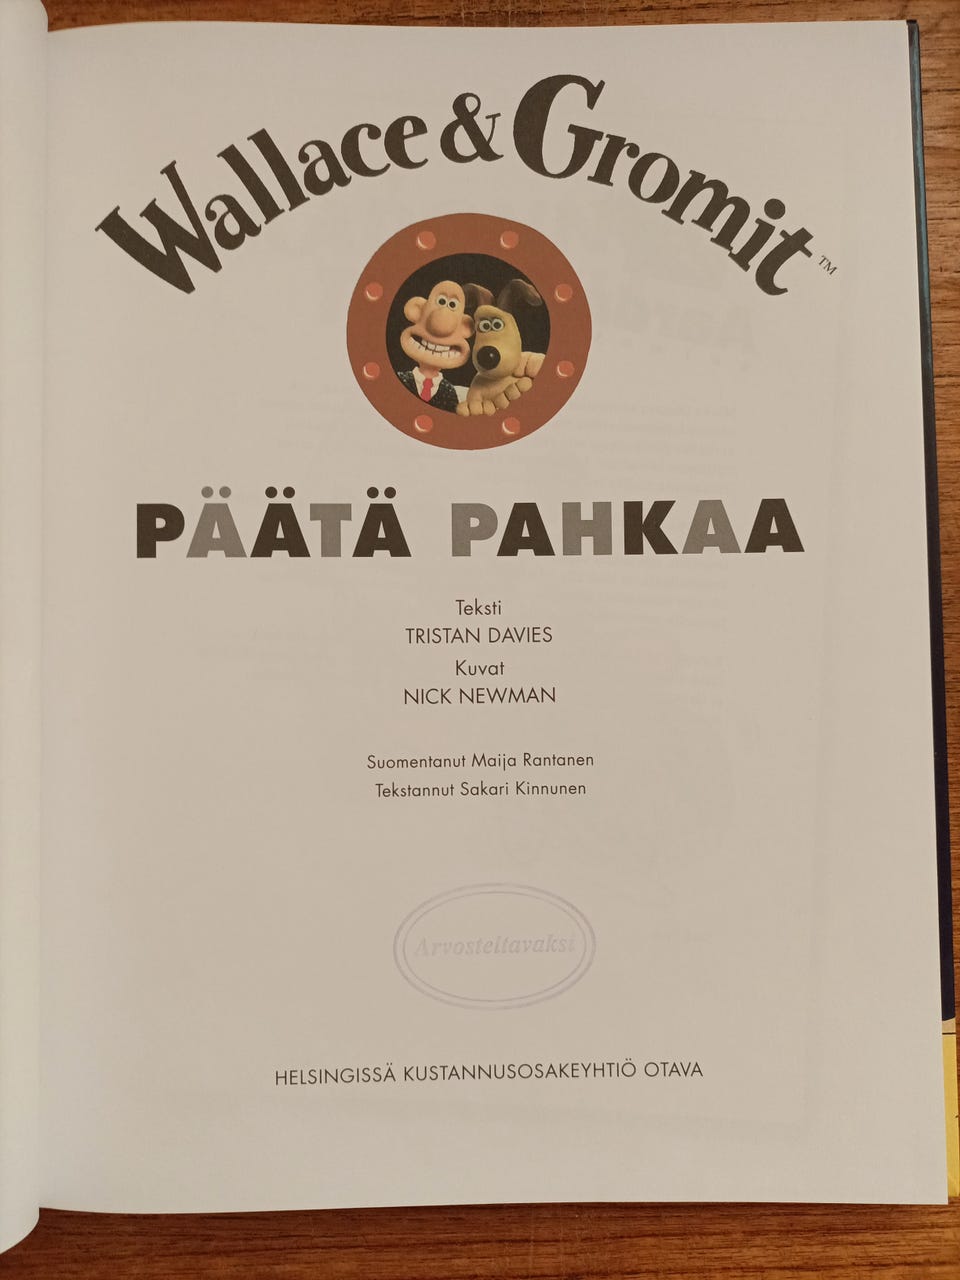 Wallace & Gromit™
PÄÄTÄ PAHKAA
Teksti
TRISTAN DAVIES
Kuvat
NICK NEWMAN
Suomentanut Maija Rantanen
Tekstannut Sakari Kinnunen
Arvosteltavaksi
HELSINGISSÄ KUSTANNUSOSAKEYHTIÖ OTAVA